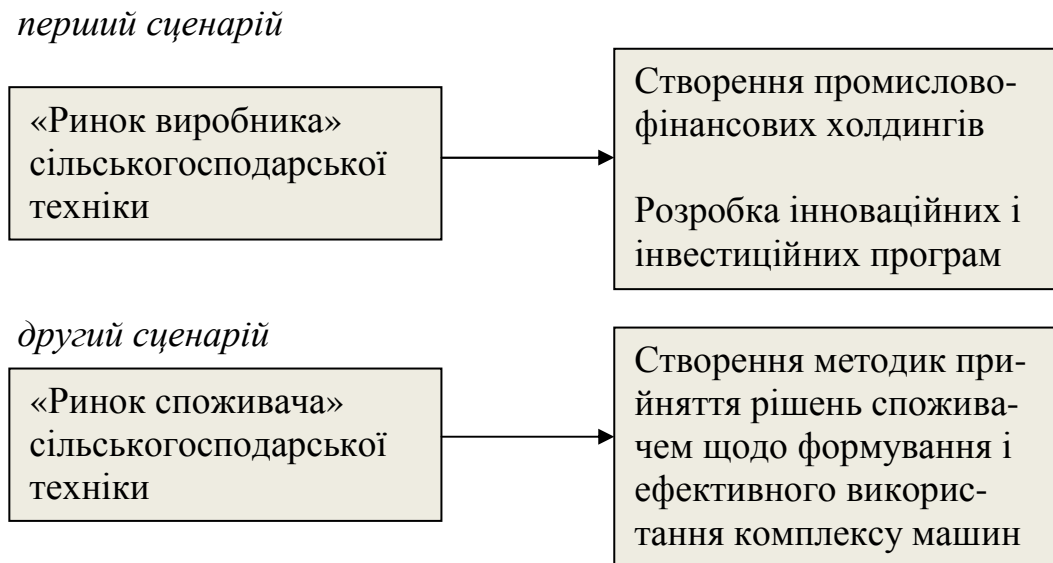 перший сценарій
«Ринок виробника»
сільськогосподарської
техніки
Створення промислово-
фінансових холдингів
Розробка інноваційних і
інвестиційних програм
другий сценарій
«Ринок споживача»
сільськогосподарської
техніки
Створення методик при-
йняття рішень спожива-
чем щодо формування і
ефективного використ-
тання комплексу машин